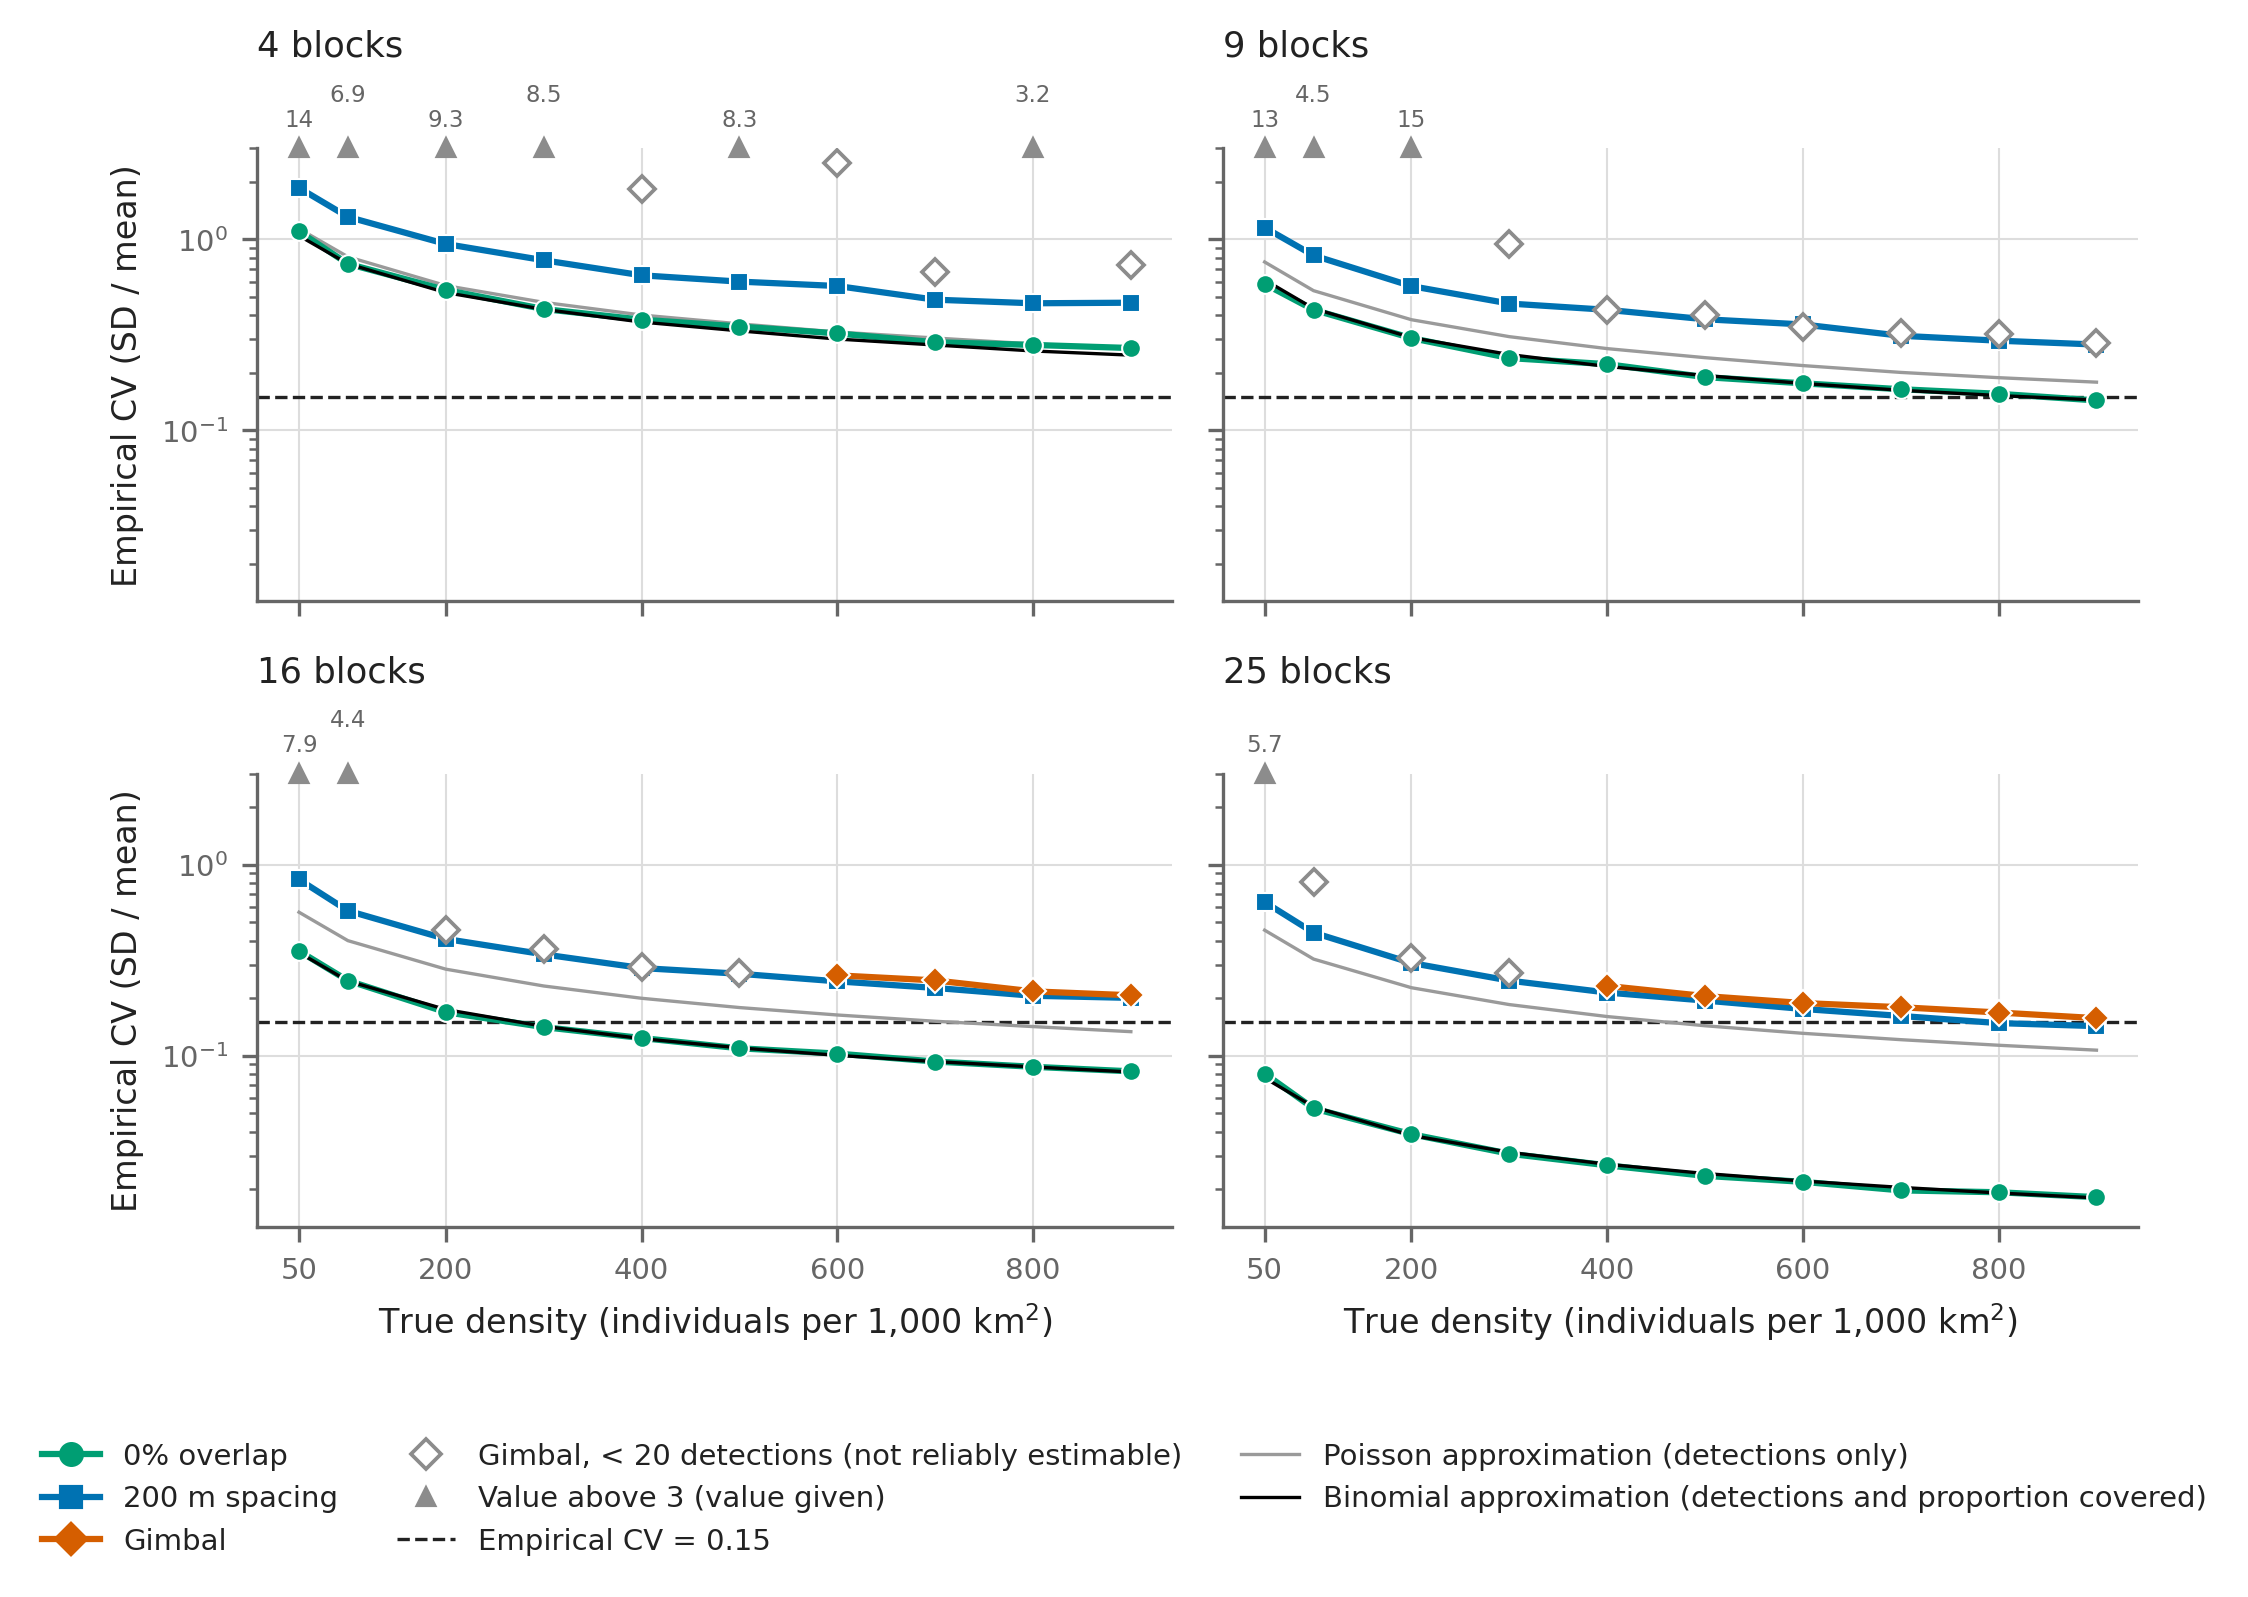 4 blocks
9 blocks
6.9 8.5 3.2
14 9.3 8.3
4.5
13 15
Empirical CV (SD / mean)
10⁰
10⁻¹
16 blocks
25 blocks
4.4
7.9
5.7
Empirical CV (SD / mean)
10⁰
10⁻¹
50 200 400 600 800
50 200 400 600 800
True density (individuals per 1,000 km²)
True density (individuals per 1,000 km²)
0% overlap
200 m spacing
Gimbal
Gimbal, < 20 detections (not reliably estimable)
Value above 3 (value given)
Empirical CV = 0.15
Poisson approximation (detections only)
Binomial approximation (detections and proportion covered)